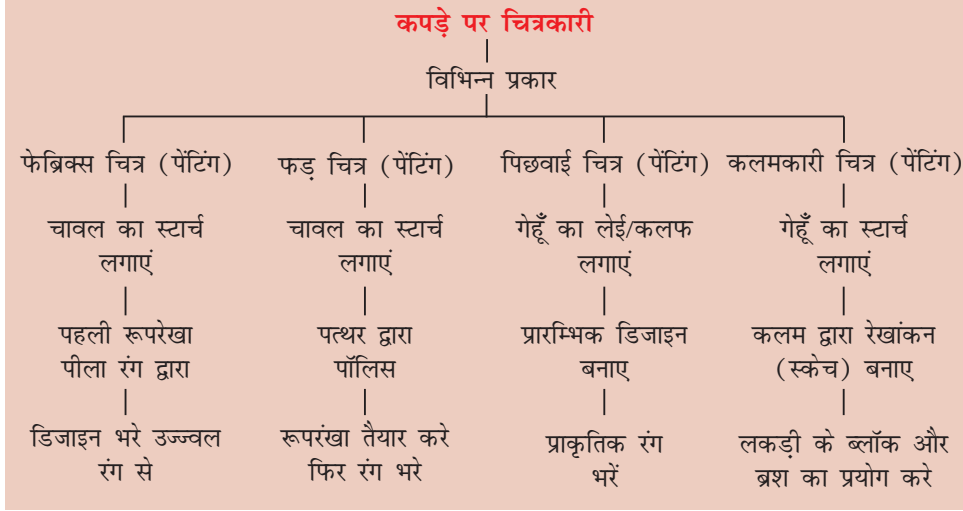 कपड़े पर चित्रकारी
विभिन्न प्रकार
फेब्रिक्स चित्र (पेंटिंग)
चावल का स्टार्च
लगाएं
पहली रूपरेखा
पीला रंग द्वारा
डिजाइन भरे उज्ज्वल
रंग से
फड़ चित्र (पेंटिंग)
चावल का स्टार्च
लगाएं
पत्थर द्वारा
पॉलिस
रूपरंखा तैयार करे
फिर रंग भरे
पिछवाई चित्र (पेंटिंग)
गेहूँ का लेई/कलफ
लगाएं
प्रारम्भिक डिजाइन
बनाए
प्राकृतिक रंग
भरें
कलमकारी चित्र (पेंटिंग)
गेहूँ का स्टार्च
लगाएं
कलम द्वारा रेखांकन
(स्केच) बनाए
लकड़ी के ब्लॉक और
ब्रश का प्रयोग करे